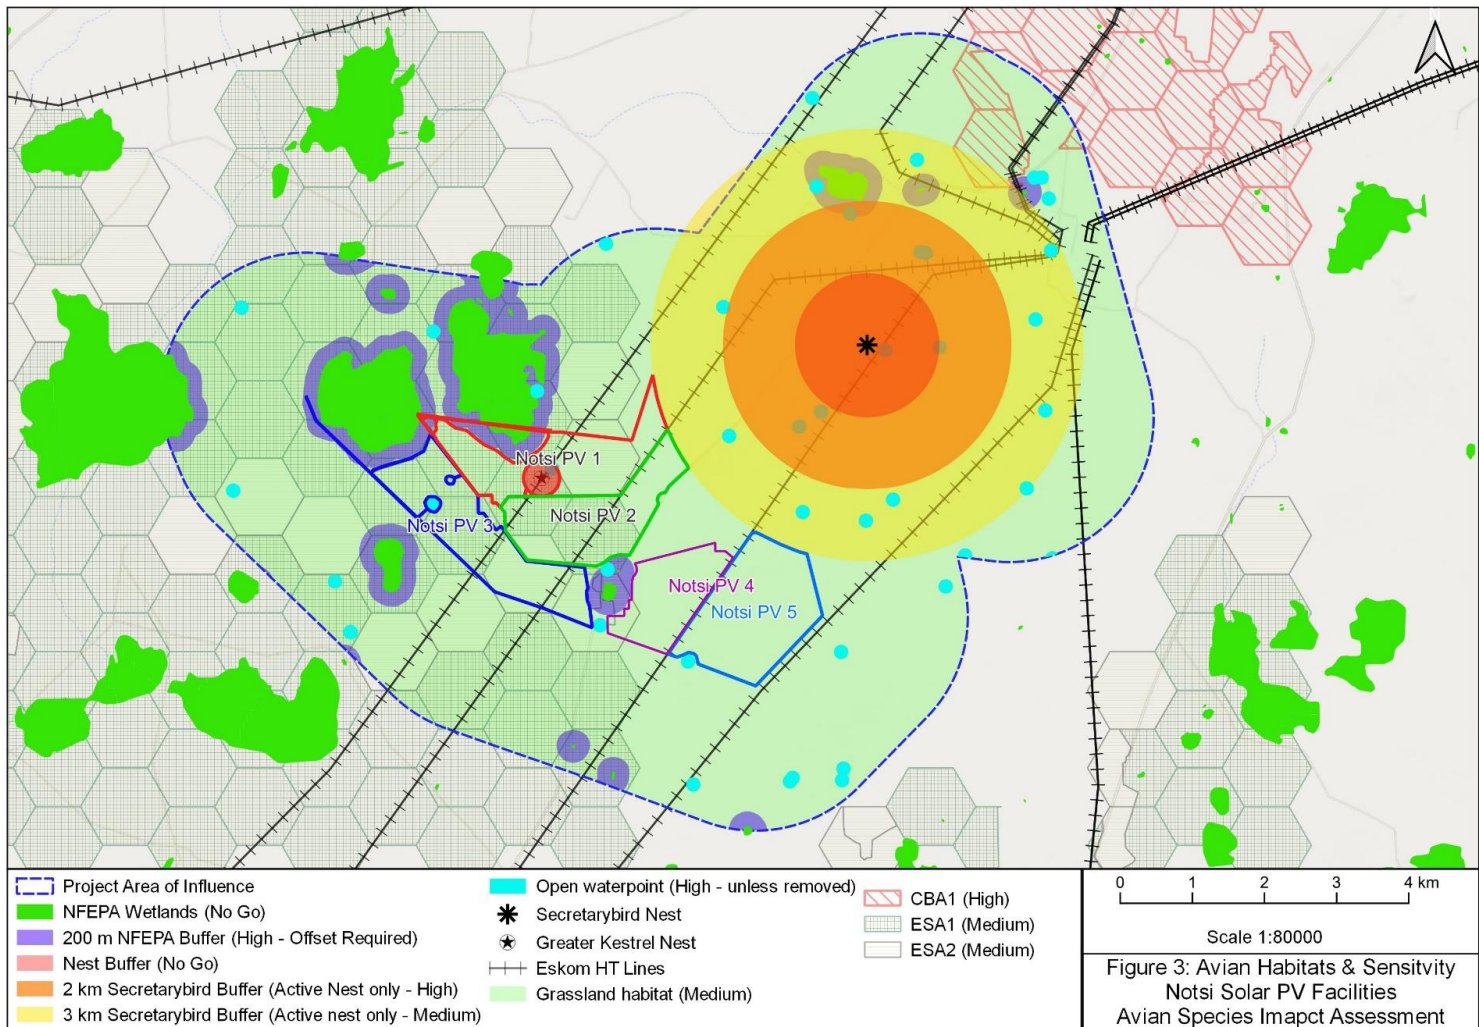 Notsi PV 1
Notsi PV 2
Notsi PV 3
Notsi PV 4
Notsi PV 5
Project Area of Influence
NFEPA Wetlands (No Go)
200 m NFEPA Buffer (High - Offset Required)
Nest Buffer (No Go)
2 km Secretarybird Buffer (Active Nest only - High)
3 km Secretarybird Buffer (Active nest only - Medium)
Open waterpoint (High - unless removed)
Secretarybird Nest
Greater Kestrel Nest
Eskom HT Lines
Grassland habitat (Medium)
CBA1 (High)
ESA1 (Medium)
ESA2 (Medium)
0 1 2 3 4 km
Scale 1:80000
Figure 3: Avian Habitats & Sensitvity
Notsi Solar PV Facilities
Avian Species Imapct Assessment